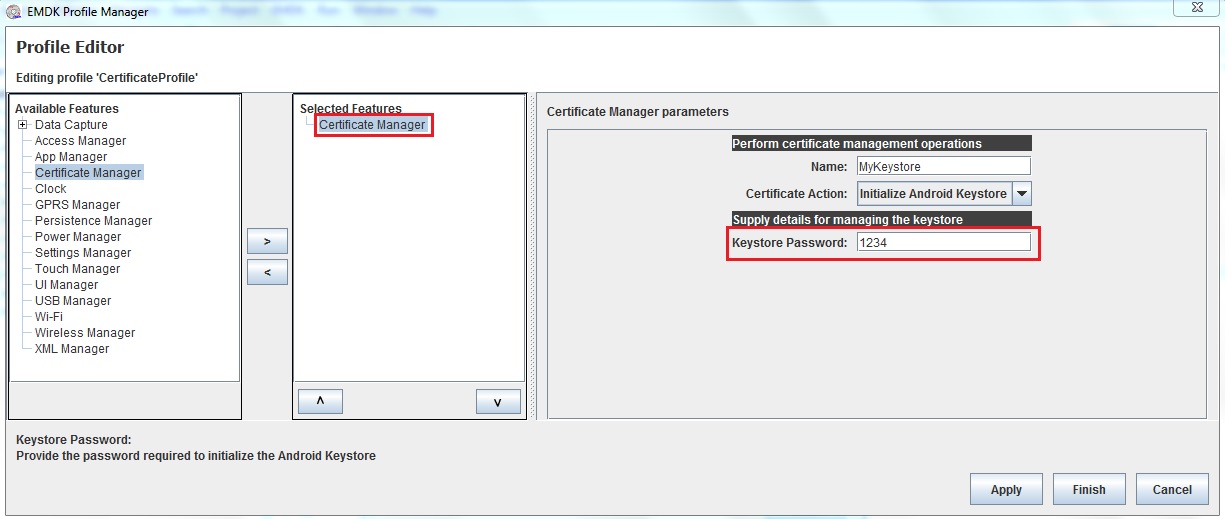 EMDK Profile Manager
Profile Editor
Editing profile 'CertificateProfile'
Available Features
Data Capture
Access Manager
App Manager
Certificate Manager
Clock
GPRS Manager
Persistence Manager
Power Manager
Settings Manager
Touch Manager
UI Manager
USB Manager
Wi-Fi
Wireless Manager
XML Manager
>
<
Selected Features
Certificate Manager
^
v
Certificate Manager parameters
Perform certificate management operations
Name: MyKeystore
Certificate Action: Initialize Android Keystore
Supply details for managing the keystore
Keystore Password: 1234
Keystore Password:
Provide the password required to initialize the Android Keystore
Apply Finish Cancel